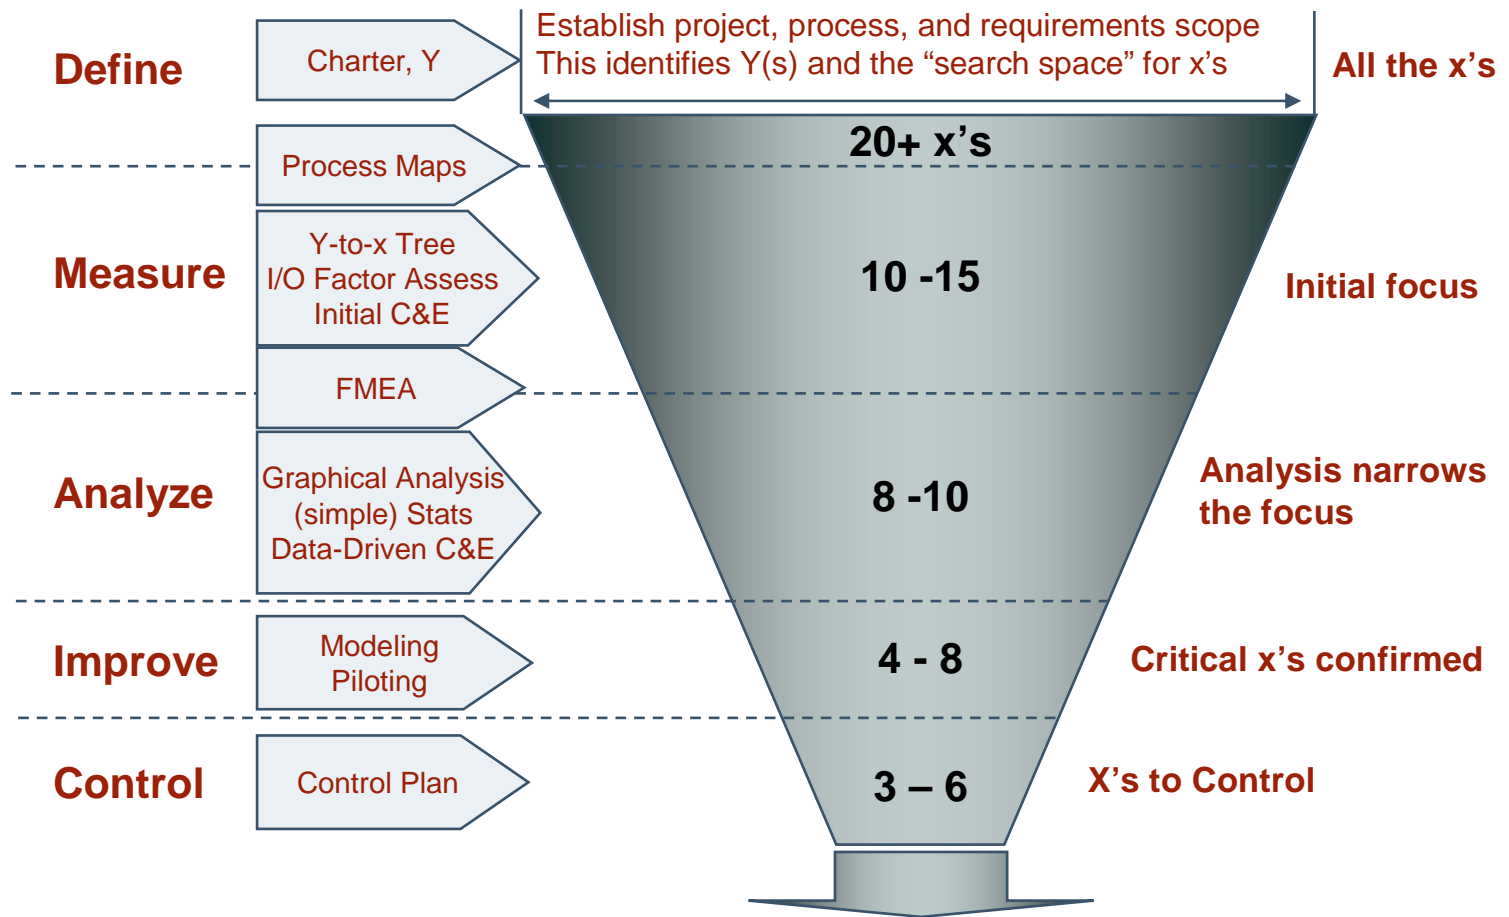 Define
Charter, Y
Establish project, process, and requirements scope
This identifies Y(s) and the “search space” for x’s
All the x’s
20+ x’s
Process Maps
Measure
Y-to-x Tree
I/O Factor Assess
Initial C&E
10 -15
Initial focus
FMEA
Analyze
Graphical Analysis
(simple) Stats
Data-Driven C&E
8 -10
Analysis narrows
the focus
Improve
Modeling
Piloting
4 - 8
Critical x’s confirmed
Control
Control Plan
3 – 6
X’s to Control